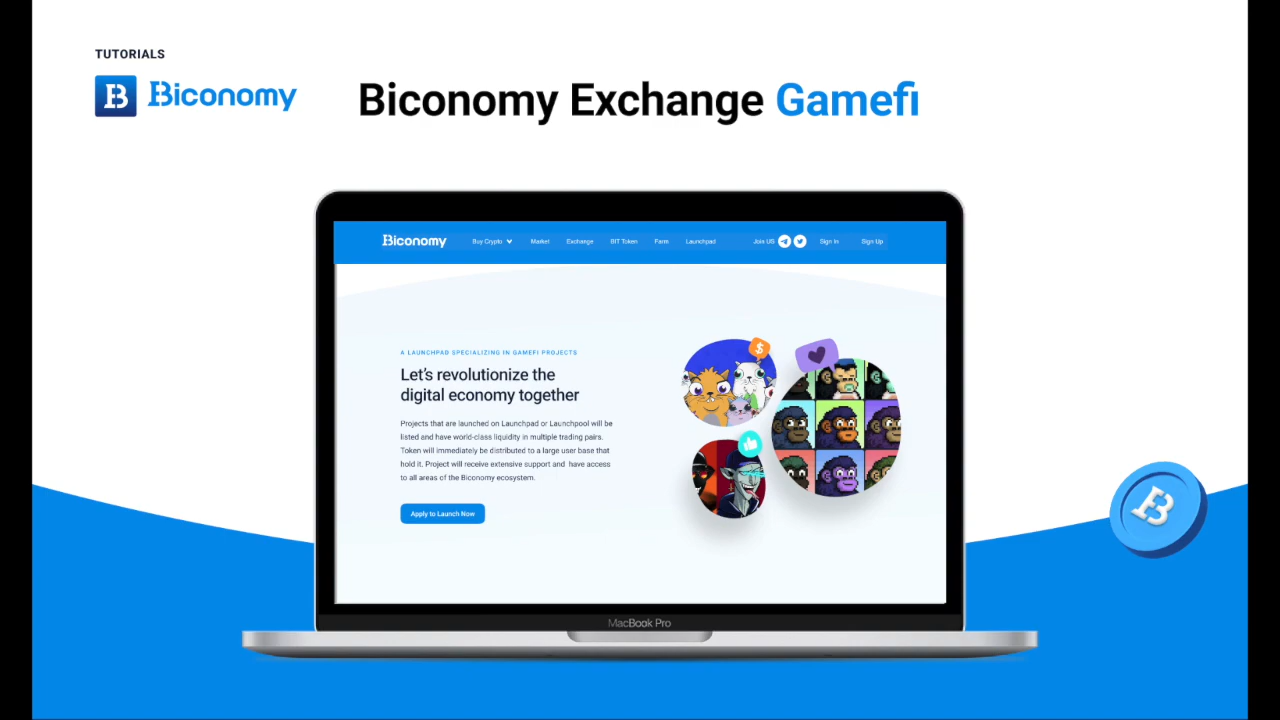 TUTORIALS
B Biconomy
Biconomy Exchange Gamefi
Biconomy Buy Crypto Market Exchange BIT Token Farm Launchpad Join US Sign In Sign Up
A LAUNCHPAD SPECIALIZING IN GAMEFI PROJECTS
Let's revolutionize the
digital economy together
Projects that are launched on Launchpad or Launchpool will be
listed and have world-class liquidity in multiple trading pairs.
Token will immediately be distributed to a large user base that
hold it. Project will receive extensive support and have access
to all areas of the Biconomy ecosystem.
Apply to Launch Now
$
B
MacBook Pro